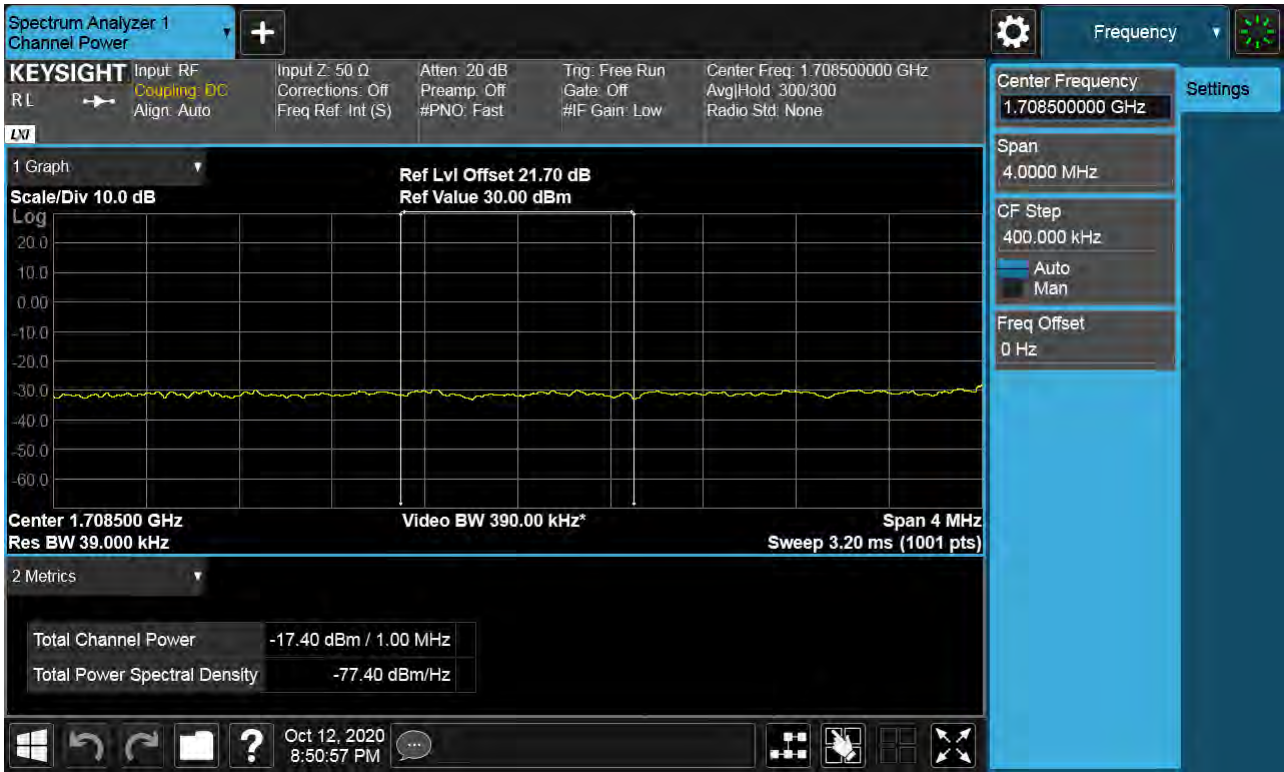 Spectrum Analyzer 1
Channel Power
Frequency
KEYSIGHT
RL
LXI
Input: RF
Coupling: DC
Align: Auto
Input Z: 50 Ω
Corrections: Off
Freq Ref: Int (S)
Atten: 20 dB
Preamp: Off
#PNO: Fast
Trig: Free Run
Gate: Off
#IF Gain: Low
Center Freq: 1.708500000 GHz
Avg|Hold: 300/300
Radio Std: None
Center Frequency
1.708500000 GHz
Settings
Span
4.0000 MHz
CF Step
400.000 kHz
Auto
Man
Freq Offset
0 Hz
1 Graph
Scale/Div 10.0 dB
Ref Lvl Offset 21.70 dB
Ref Value 30.00 dBm
Log
20.0
10.0
0.00
-10.0
-20.0
-30.0
-40.0
-50.0
-60.0
Center 1.708500 GHz
Res BW 39.000 kHz
Video BW 390.00 kHz*
Span 4 MHz
Sweep 3.20 ms (1001 pts)
2 Metrics
Total Channel Power -17.40 dBm / 1.00 MHz
Total Power Spectral Density -77.40 dBm/Hz
?
Oct 12, 2020
8:50:57 PM